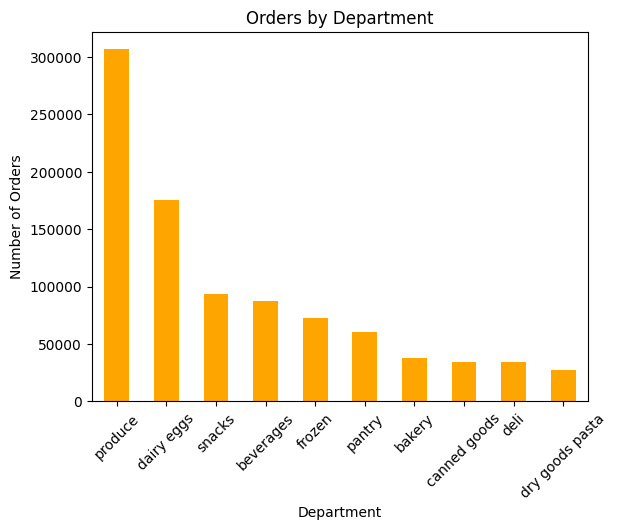 Orders by Department
Number of Orders
300000
250000
200000
150000
100000
50000
0
produce
dairy eggs
snacks
beverages
frozen
pantry
bakery
canned goods
deli
dry goods pasta
Department